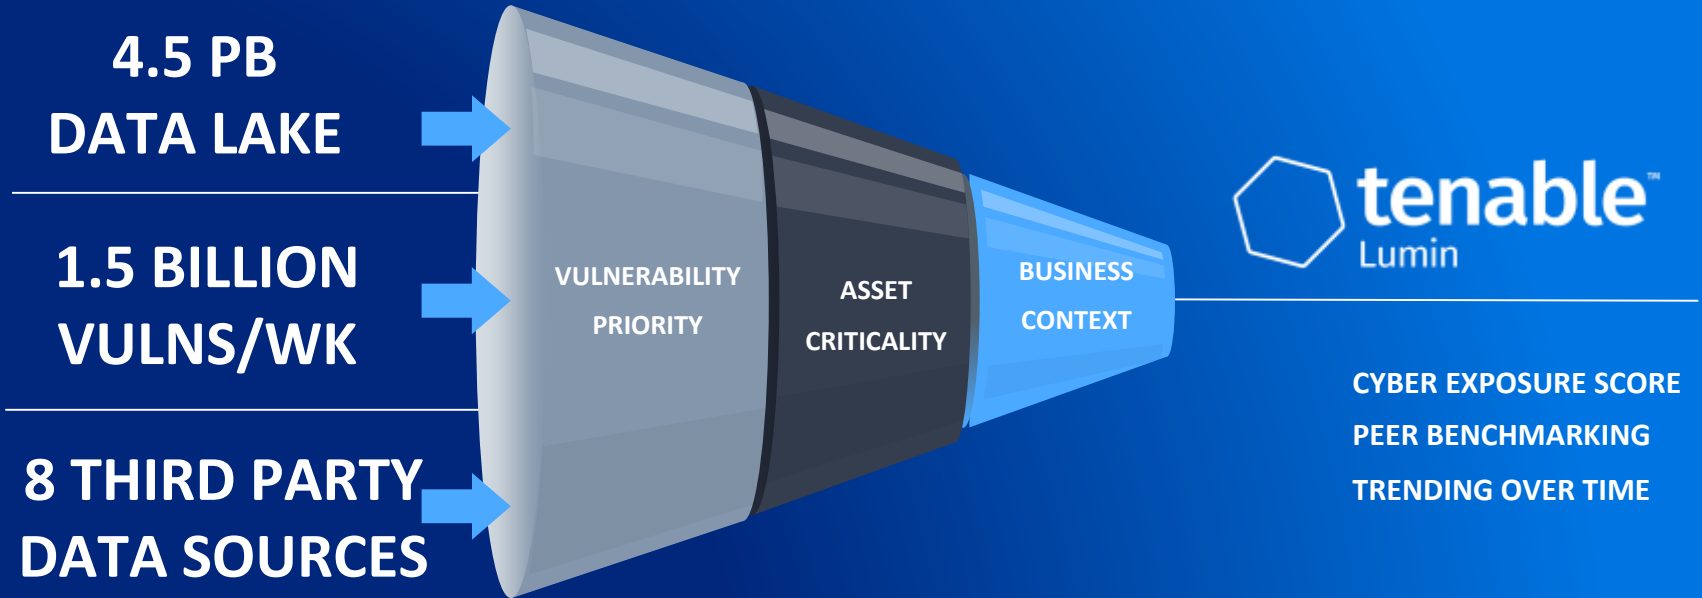 4.5 PB
DATA LAKE
1.5 BILLION
VULNS/WK
8 THIRD PARTY
DATA SOURCES
VULNERABILITY
PRIORITY
ASSET
CRITICALITY
BUSINESS
CONTEXT
tenable™
Lumin
CYBER EXPOSURE SCORE
PEER BENCHMARKING
TRENDING OVER TIME